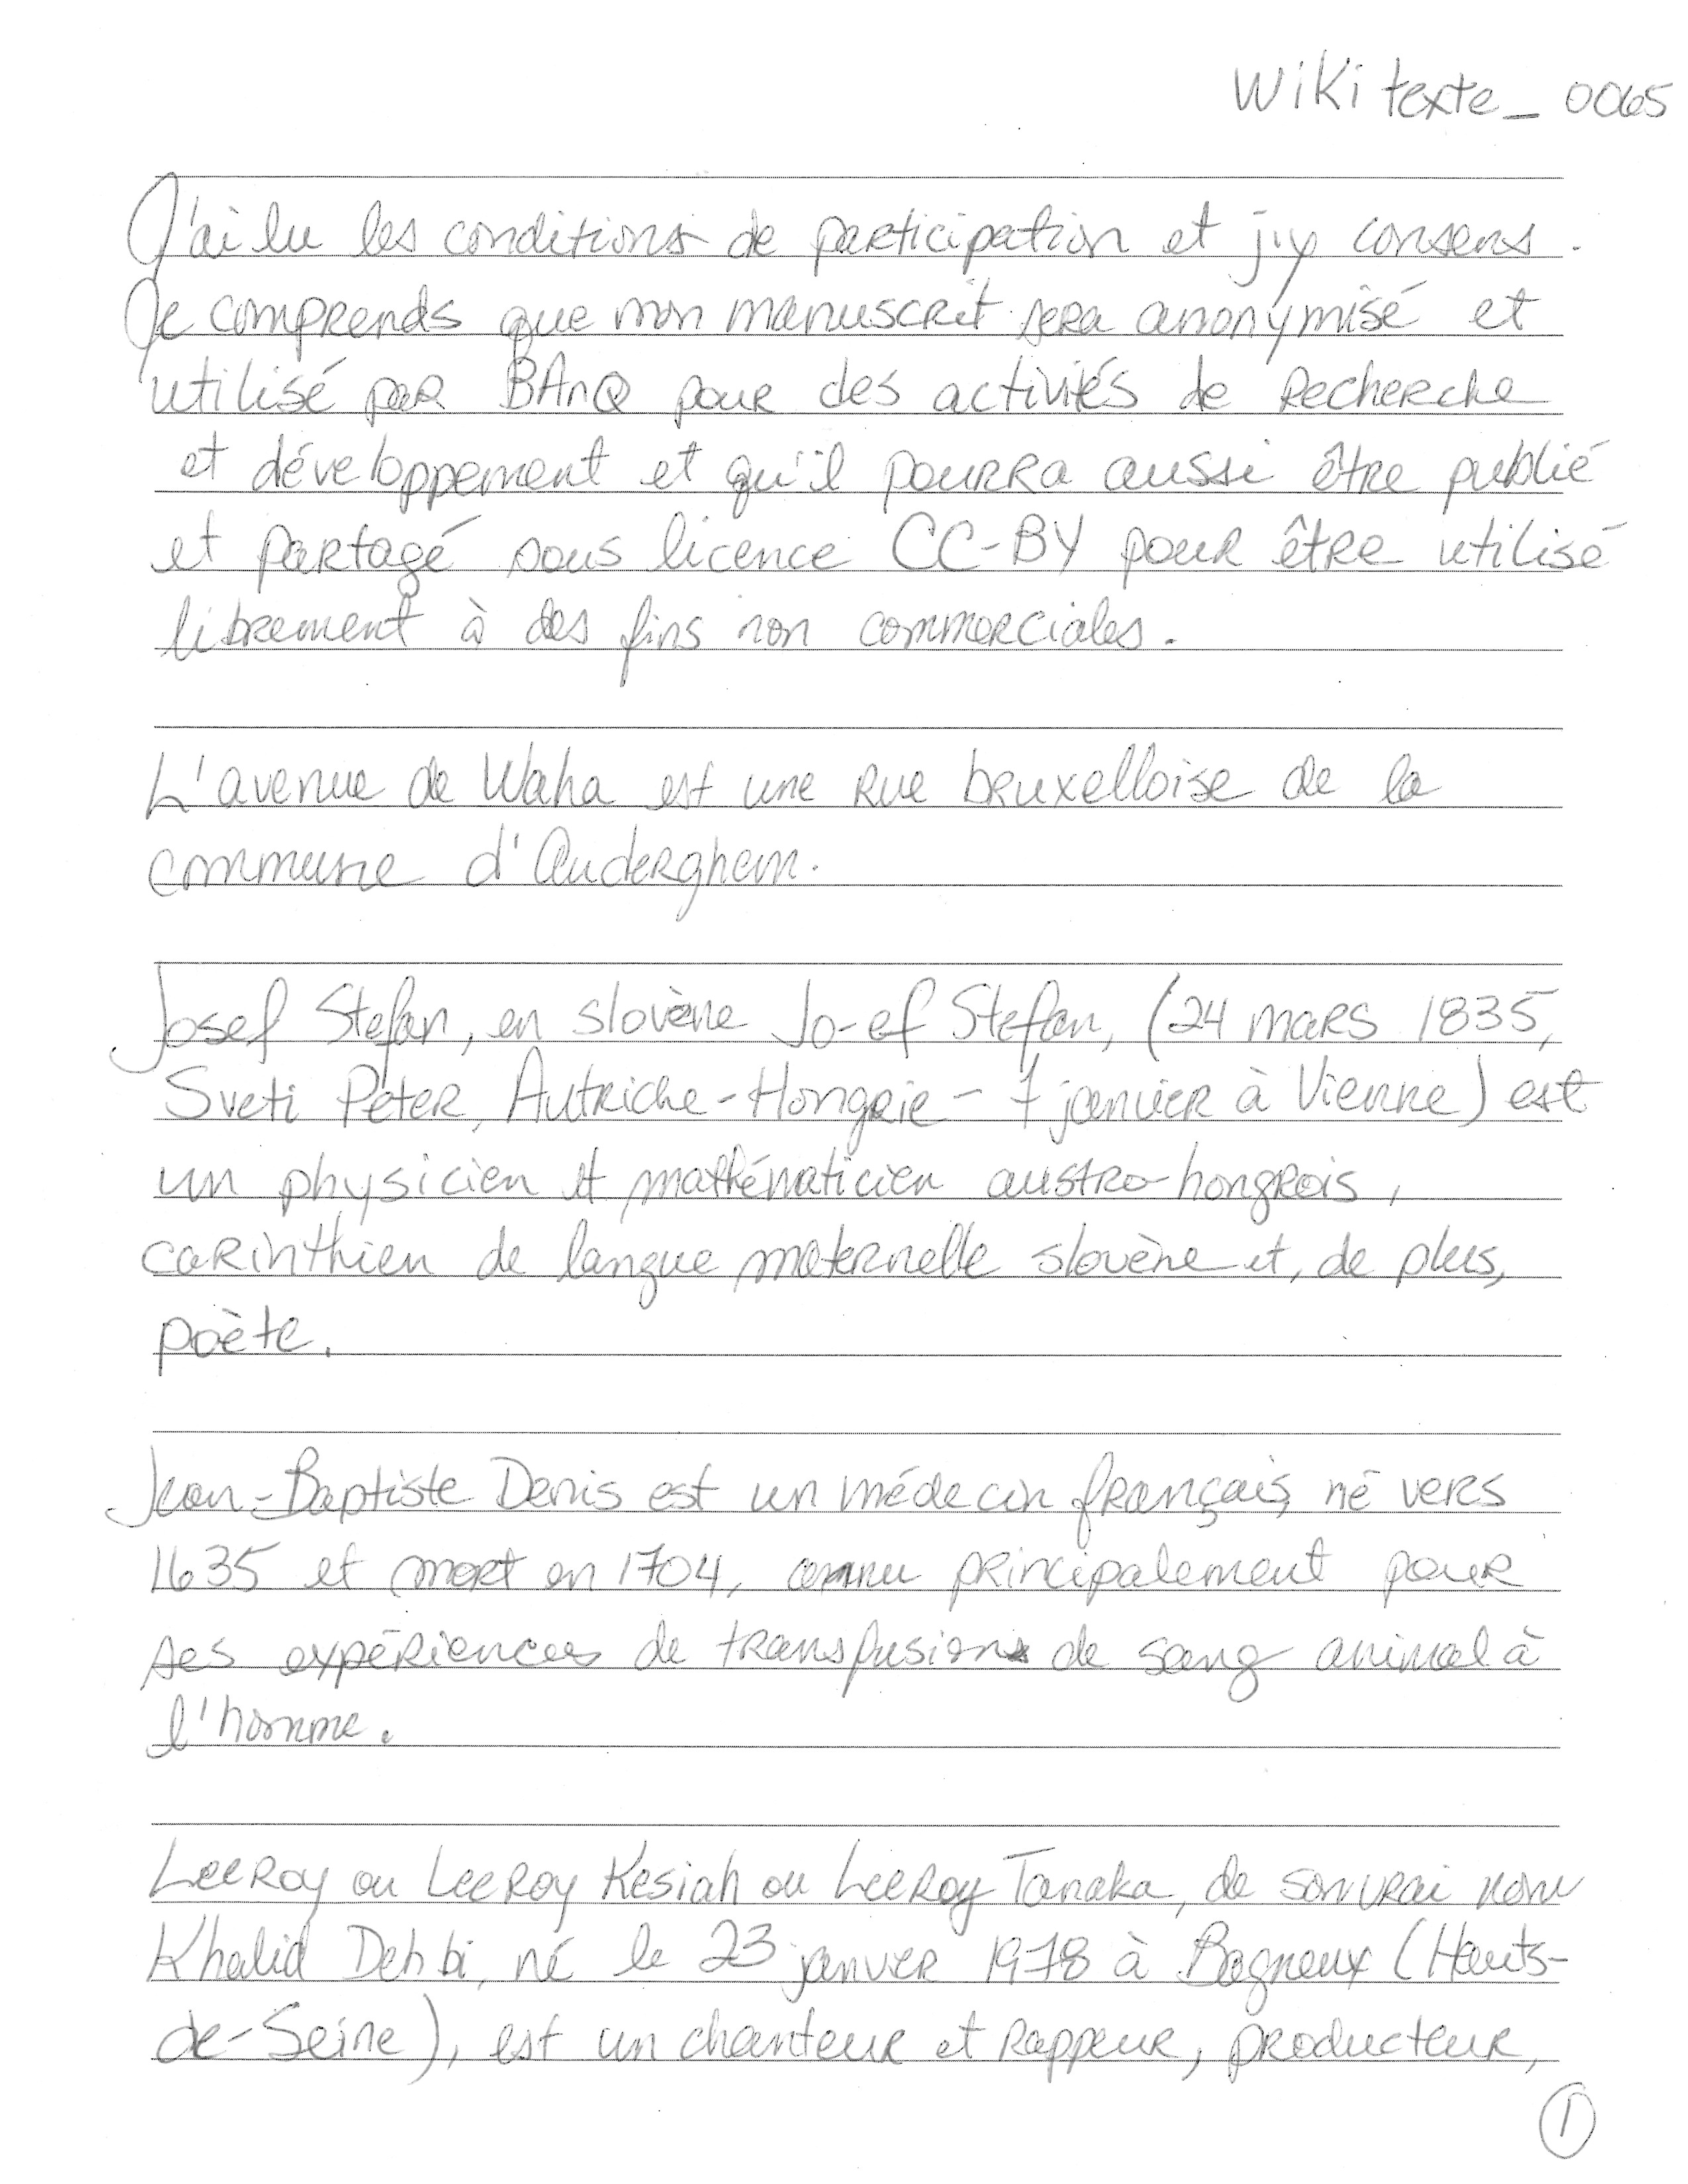 Wikitexte_0065
J'ai lu les conditions de participation et j'y consens.
Je comprends que mon manuscrit sera anonymisé et
utilisé par BAnQ pour des activités de recherche
et développement et qu'il pourra aussi être publié
et partagé sous licence CC-BY pour être utilisé
librement à des fins non commerciales.
L'avenue de Waha est une rue bruxelloise de la
commune d'Auderghem.
Josef Stefan, en slovène Jo-ef Stefan, (24 mars 1835,
Sveti Peter, Autriche-Hongrie - 7 janvier à Vienne) est
un physicien et mathématicien austro-hongrois,
carinthien de langue maternelle slovène et, de plus,
poète.
Jean-Baptiste Denis est un médecin français, né vers
1635 et mort en 1704, connu principalement pour
ses expériences de transfusions de sang animal à
l'homme.
Leeroy ou Leeroy Kesiah ou Leeroy Tanaka, de son vrai nom
Khalid Dehbi, né le 23 janvier 1978 à Bagneux (Hauts-
de-Seine), est un chanteur et rappeur, producteur,
1